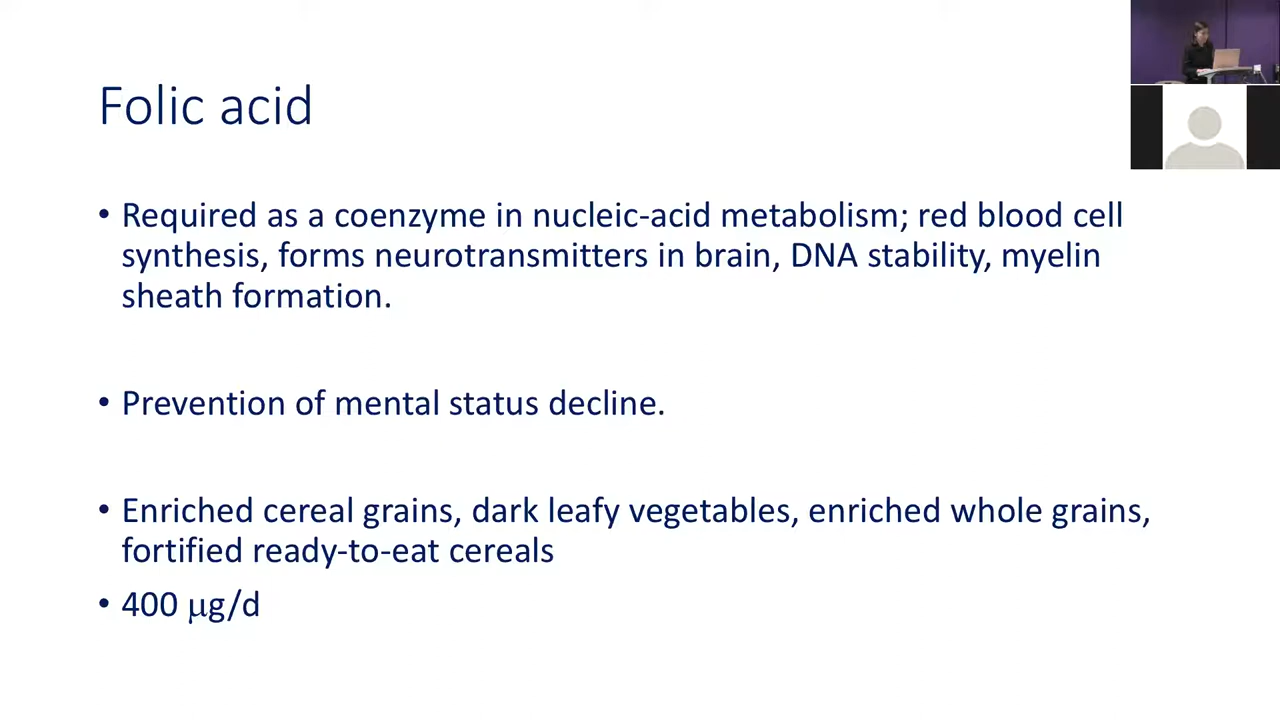 Folic acid
• Required as a coenzyme in nucleic-acid metabolism; red blood cell
synthesis, forms neurotransmitters in brain, DNA stability, myelin
sheath formation.
• Prevention of mental status decline.
• Enriched cereal grains, dark leafy vegetables, enriched whole grains,
fortified ready-to-eat cereals
• 400 μg/d